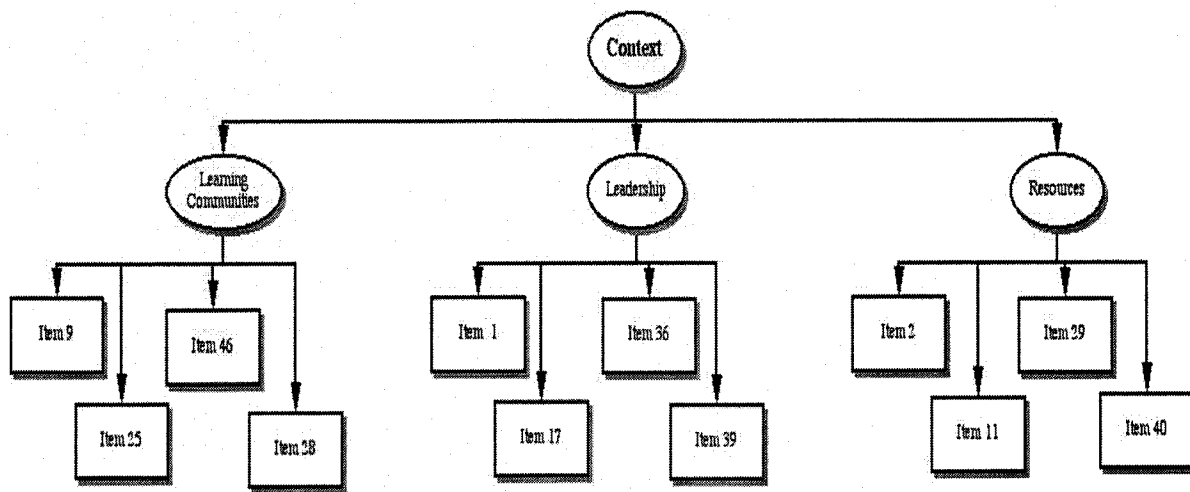 Context
Learning
Communities
Leadership
Resources
Item 9
Item 46
Item 1
Item 36
Item 2
Item 29
Item 25
Item 28
Item 17
Item 39
Item 11
Item 40